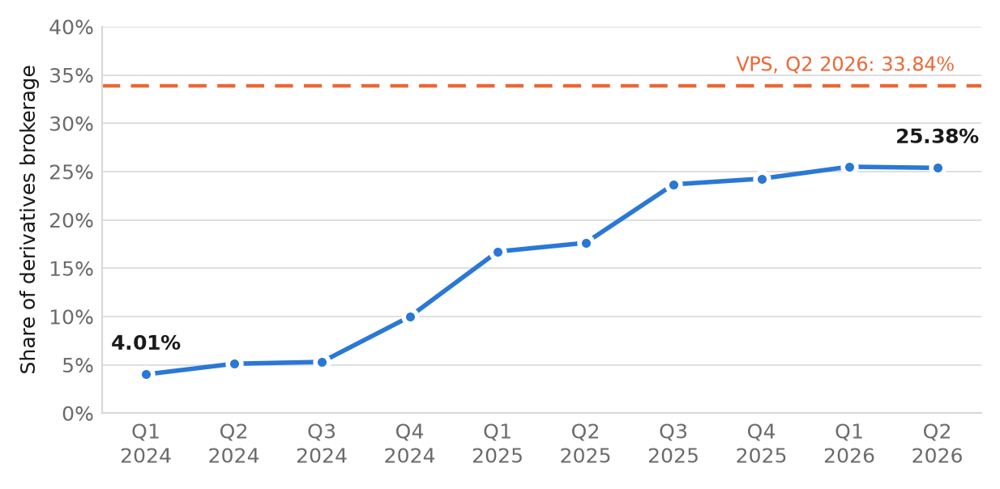 40%
35%
30%
25%
20%
15%
10%
5%
0%
Share of derivatives brokerage
VPS, Q2 2026: 33.84%
25.38%
4.01%
Q1 2024
Q2 2024
Q3 2024
Q4 2024
Q1 2025
Q2 2025
Q3 2025
Q4 2025
Q1 2026
Q2 2026